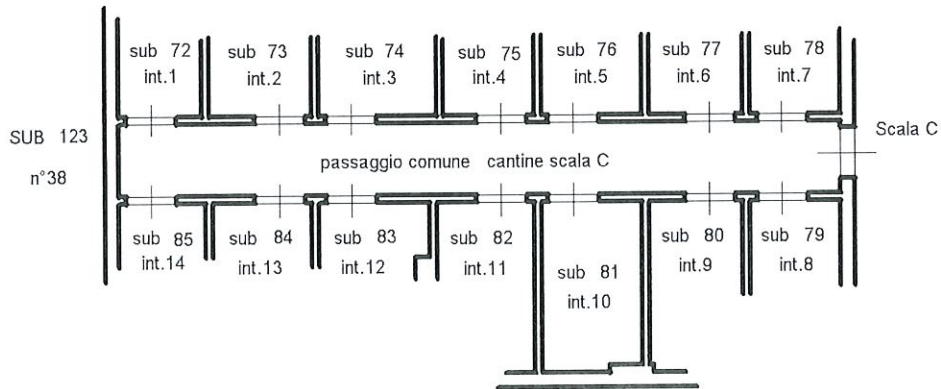 sub 72
int.1
sub 73
int.2
sub 74
int.3
sub 75
int.4
sub 76
int.5
sub 77
int.6
sub 78
int.7
SUB 123
n°38
passaggio comune cantine scala C
Scala C
sub 85
int.14
sub 84
int.13
sub 83
int.12
sub 82
int.11
sub 81
int.10
sub 80
int.9
sub 79
int.8